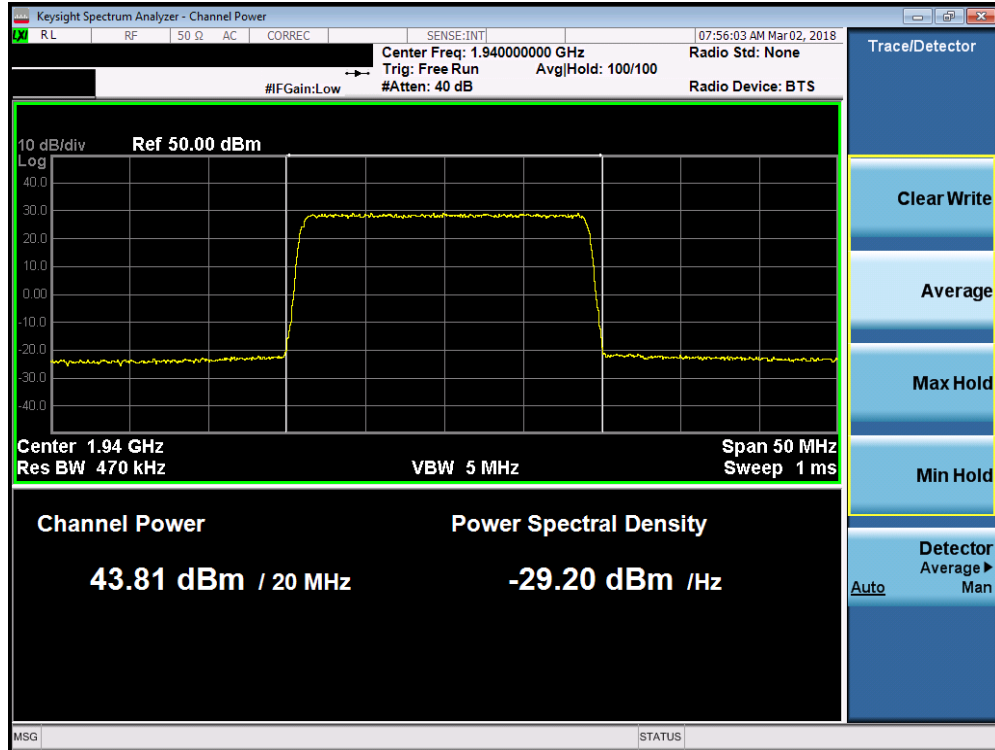 Keysight Spectrum Analyzer - Channel Power
LXI RL RF 50 Ω AC CORREC SENSE:INT 07:56:03 AM Mar 02, 2018
Center Freq: 1.940000000 GHz Radio Std: None
Trig: Free Run Avg|Hold: 100/100
#IFGain:Low #Atten: 40 dB Radio Device: BTS
Trace/Detector
10 dB/div Ref 50.00 dBm
Log
40.0
30.0
20.0
10.0
0.00
-10.0
-20.0
-30.0
-40.0
Center 1.94 GHz Span 50 MHz
Res BW 470 kHz VBW 5 MHz Sweep 1 ms
Channel Power Power Spectral Density
43.81 dBm / 20 MHz -29.20 dBm /Hz
Clear Write
Average
Max Hold
Min Hold
Detector
Average▶
Auto Man
MSG STATUS